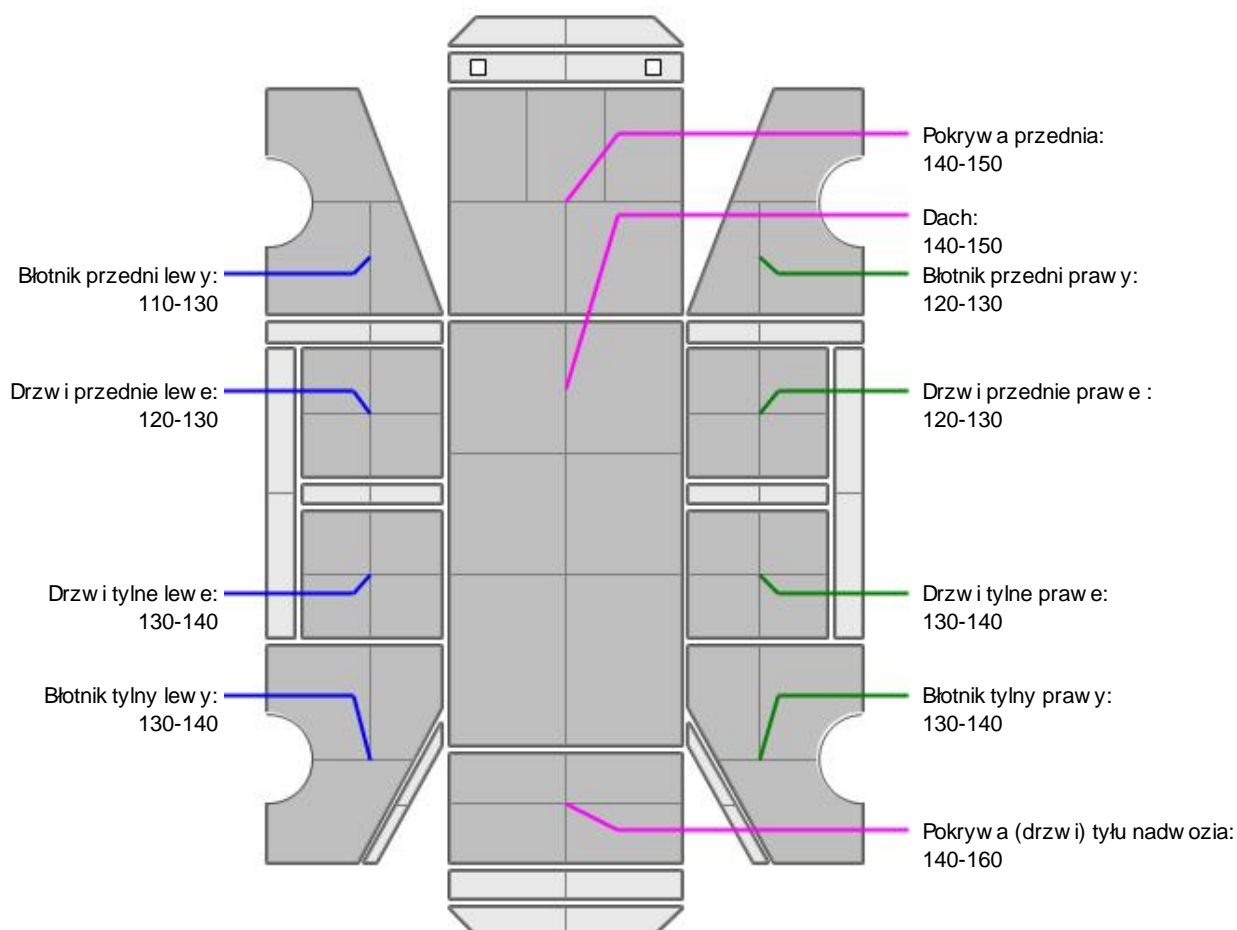 Pokrywa przednia:
140-150
Dach:
140-150
Błotnik przedni lewy:
110-130
Błotnik przedni prawy:
120-130
Drzwi przednie lewe:
120-130
Drzwi przednie prawe :
120-130
Drzwi tylne lewe:
130-140
Drzwi tylne prawe:
130-140
Błotnik tylny lewy:
130-140
Błotnik tylny prawy:
130-140
Pokrywa (drzwi) tyłu nadwozia:
140-160